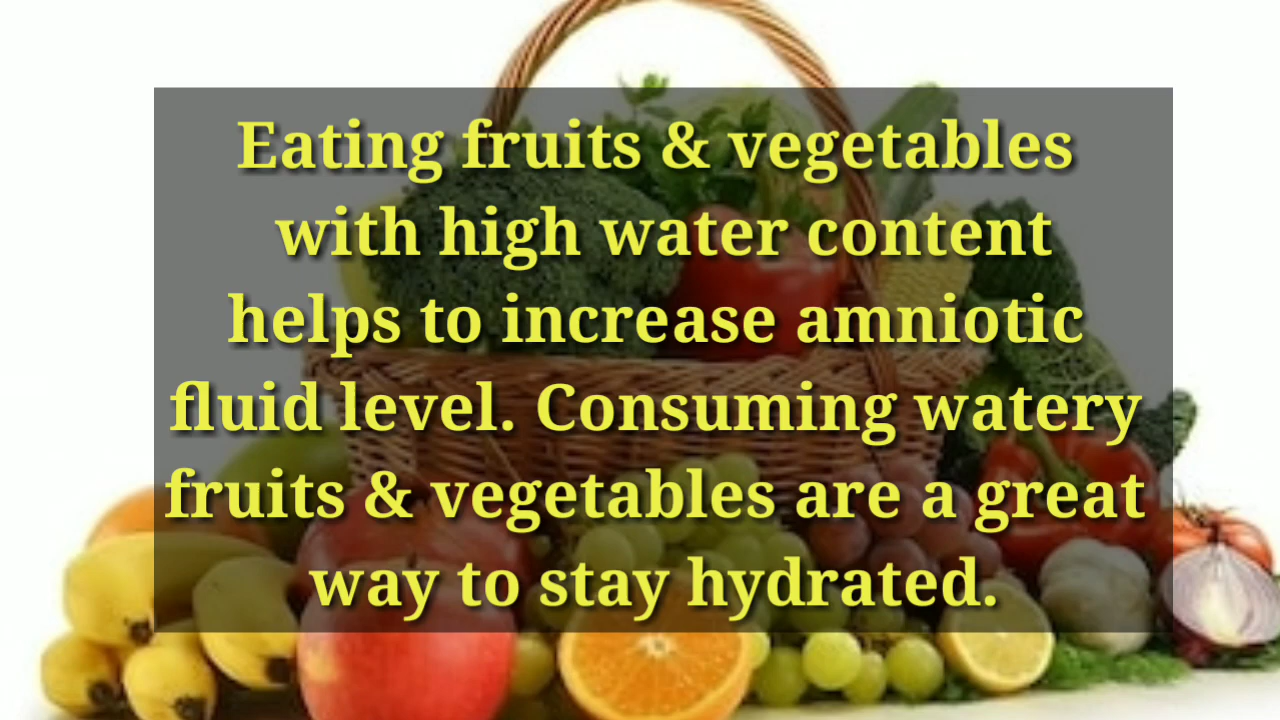 Eating fruits & vegetables
with high water content
helps to increase amniotic
fluid level. Consuming watery
fruits & vegetables are a great
way to stay hydrated.